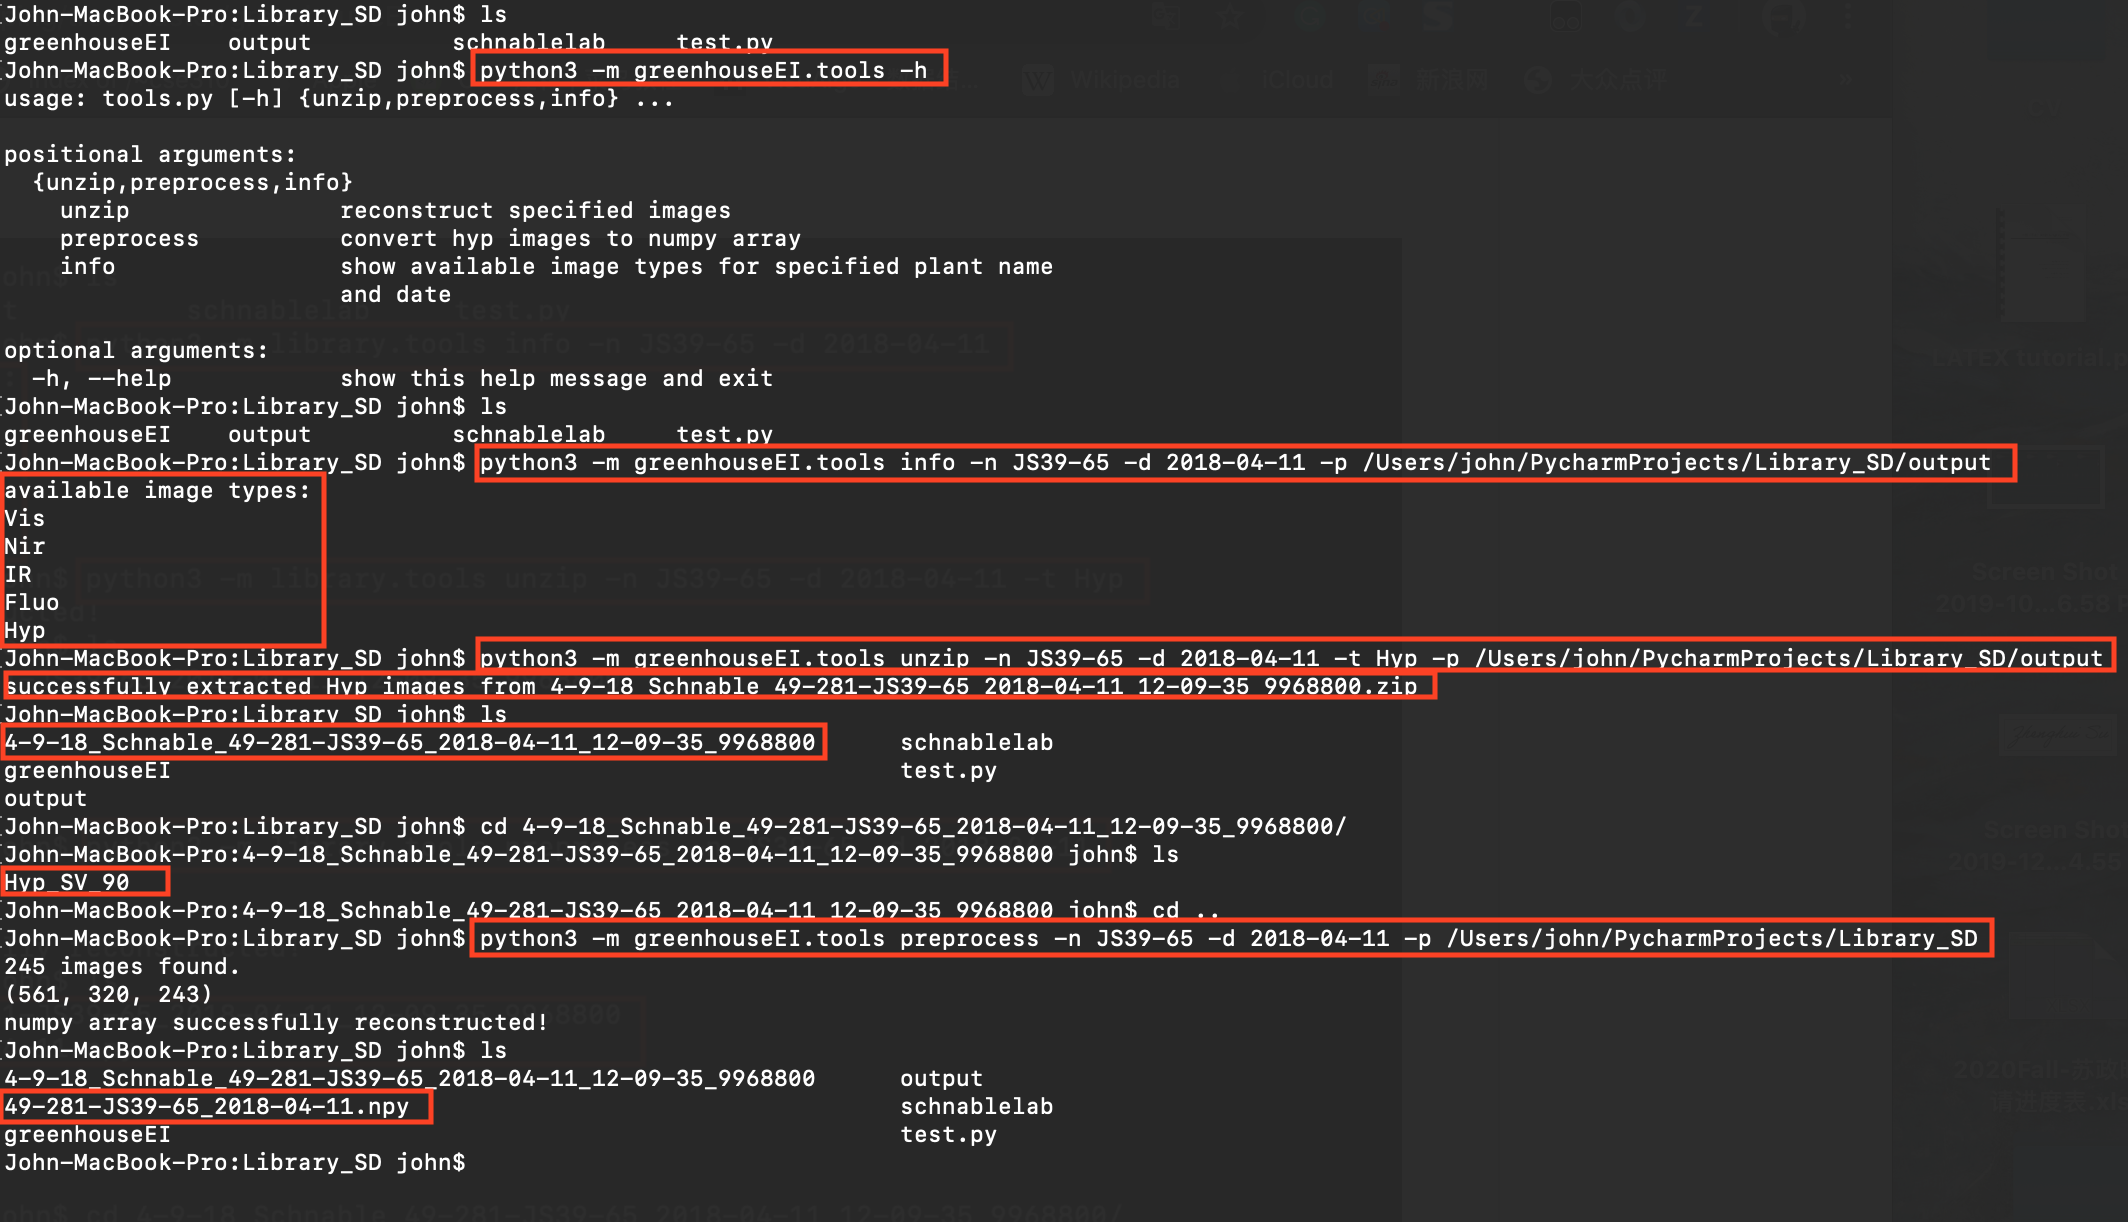 John-MacBook-Pro:Library_SD john$ ls
greenhouseEI    output          schnablelab     test.py
John-MacBook-Pro:Library_SD john$ python3 -m greenhouseEI.tools -h
usage: tools.py [-h] {unzip,preprocess,info} ...
positional arguments:
  {unzip,preprocess,info}
    unzip               reconstruct specified images
    preprocess          convert hyp images to numpy array
    info                show available image types for specified plant name
                        and date
optional arguments:
  -h, --help            show this help message and exit
John-MacBook-Pro:Library_SD john$ ls
greenhouseEI    output          schnablelab     test.py
John-MacBook-Pro:Library_SD john$ python3 -m greenhouseEI.tools info -n JS39-65 -d 2018-04-11 -p /Users/john/PycharmProjects/Library_SD/output
available image types:
Vis
Nir
IR
Fluo
Hyp
John-MacBook-Pro:Library_SD john$ python3 -m greenhouseEI.tools unzip -n JS39-65 -d 2018-04-11 -t Hyp -p /Users/john/PycharmProjects/Library_SD/output
successfully extracted Hyp images from 4-9-18_Schnable_49-281-JS39-65_2018-04-11_12-09-35_9968800.zip
John-MacBook-Pro:Library_SD john$ ls
4-9-18_Schnable_49-281-JS39-65_2018-04-11_12-09-35_9968800      schnablelab
greenhouseEI                                                    test.py
output
John-MacBook-Pro:Library_SD john$ cd 4-9-18_Schnable_49-281-JS39-65_2018-04-11_12-09-35_9968800/
John-MacBook-Pro:4-9-18_Schnable_49-281-JS39-65_2018-04-11_12-09-35_9968800 john$ ls
Hyp_SV_90
John-MacBook-Pro:4-9-18_Schnable_49-281-JS39-65_2018-04-11_12-09-35_9968800 john$ cd ..
John-MacBook-Pro:Library_SD john$ python3 -m greenhouseEI.tools preprocess -n JS39-65 -d 2018-04-11 -p /Users/john/PycharmProjects/Library_SD
245 images found.
(561, 320, 243)
numpy array successfully reconstructed!
John-MacBook-Pro:Library_SD john$ ls
4-9-18_Schnable_49-281-JS39-65_2018-04-11_12-09-35_9968800      output
49-281-JS39-65_2018-04-11.npy                                   schnablelab
greenhouseEI                                                    test.py
John-MacBook-Pro:Library_SD john$